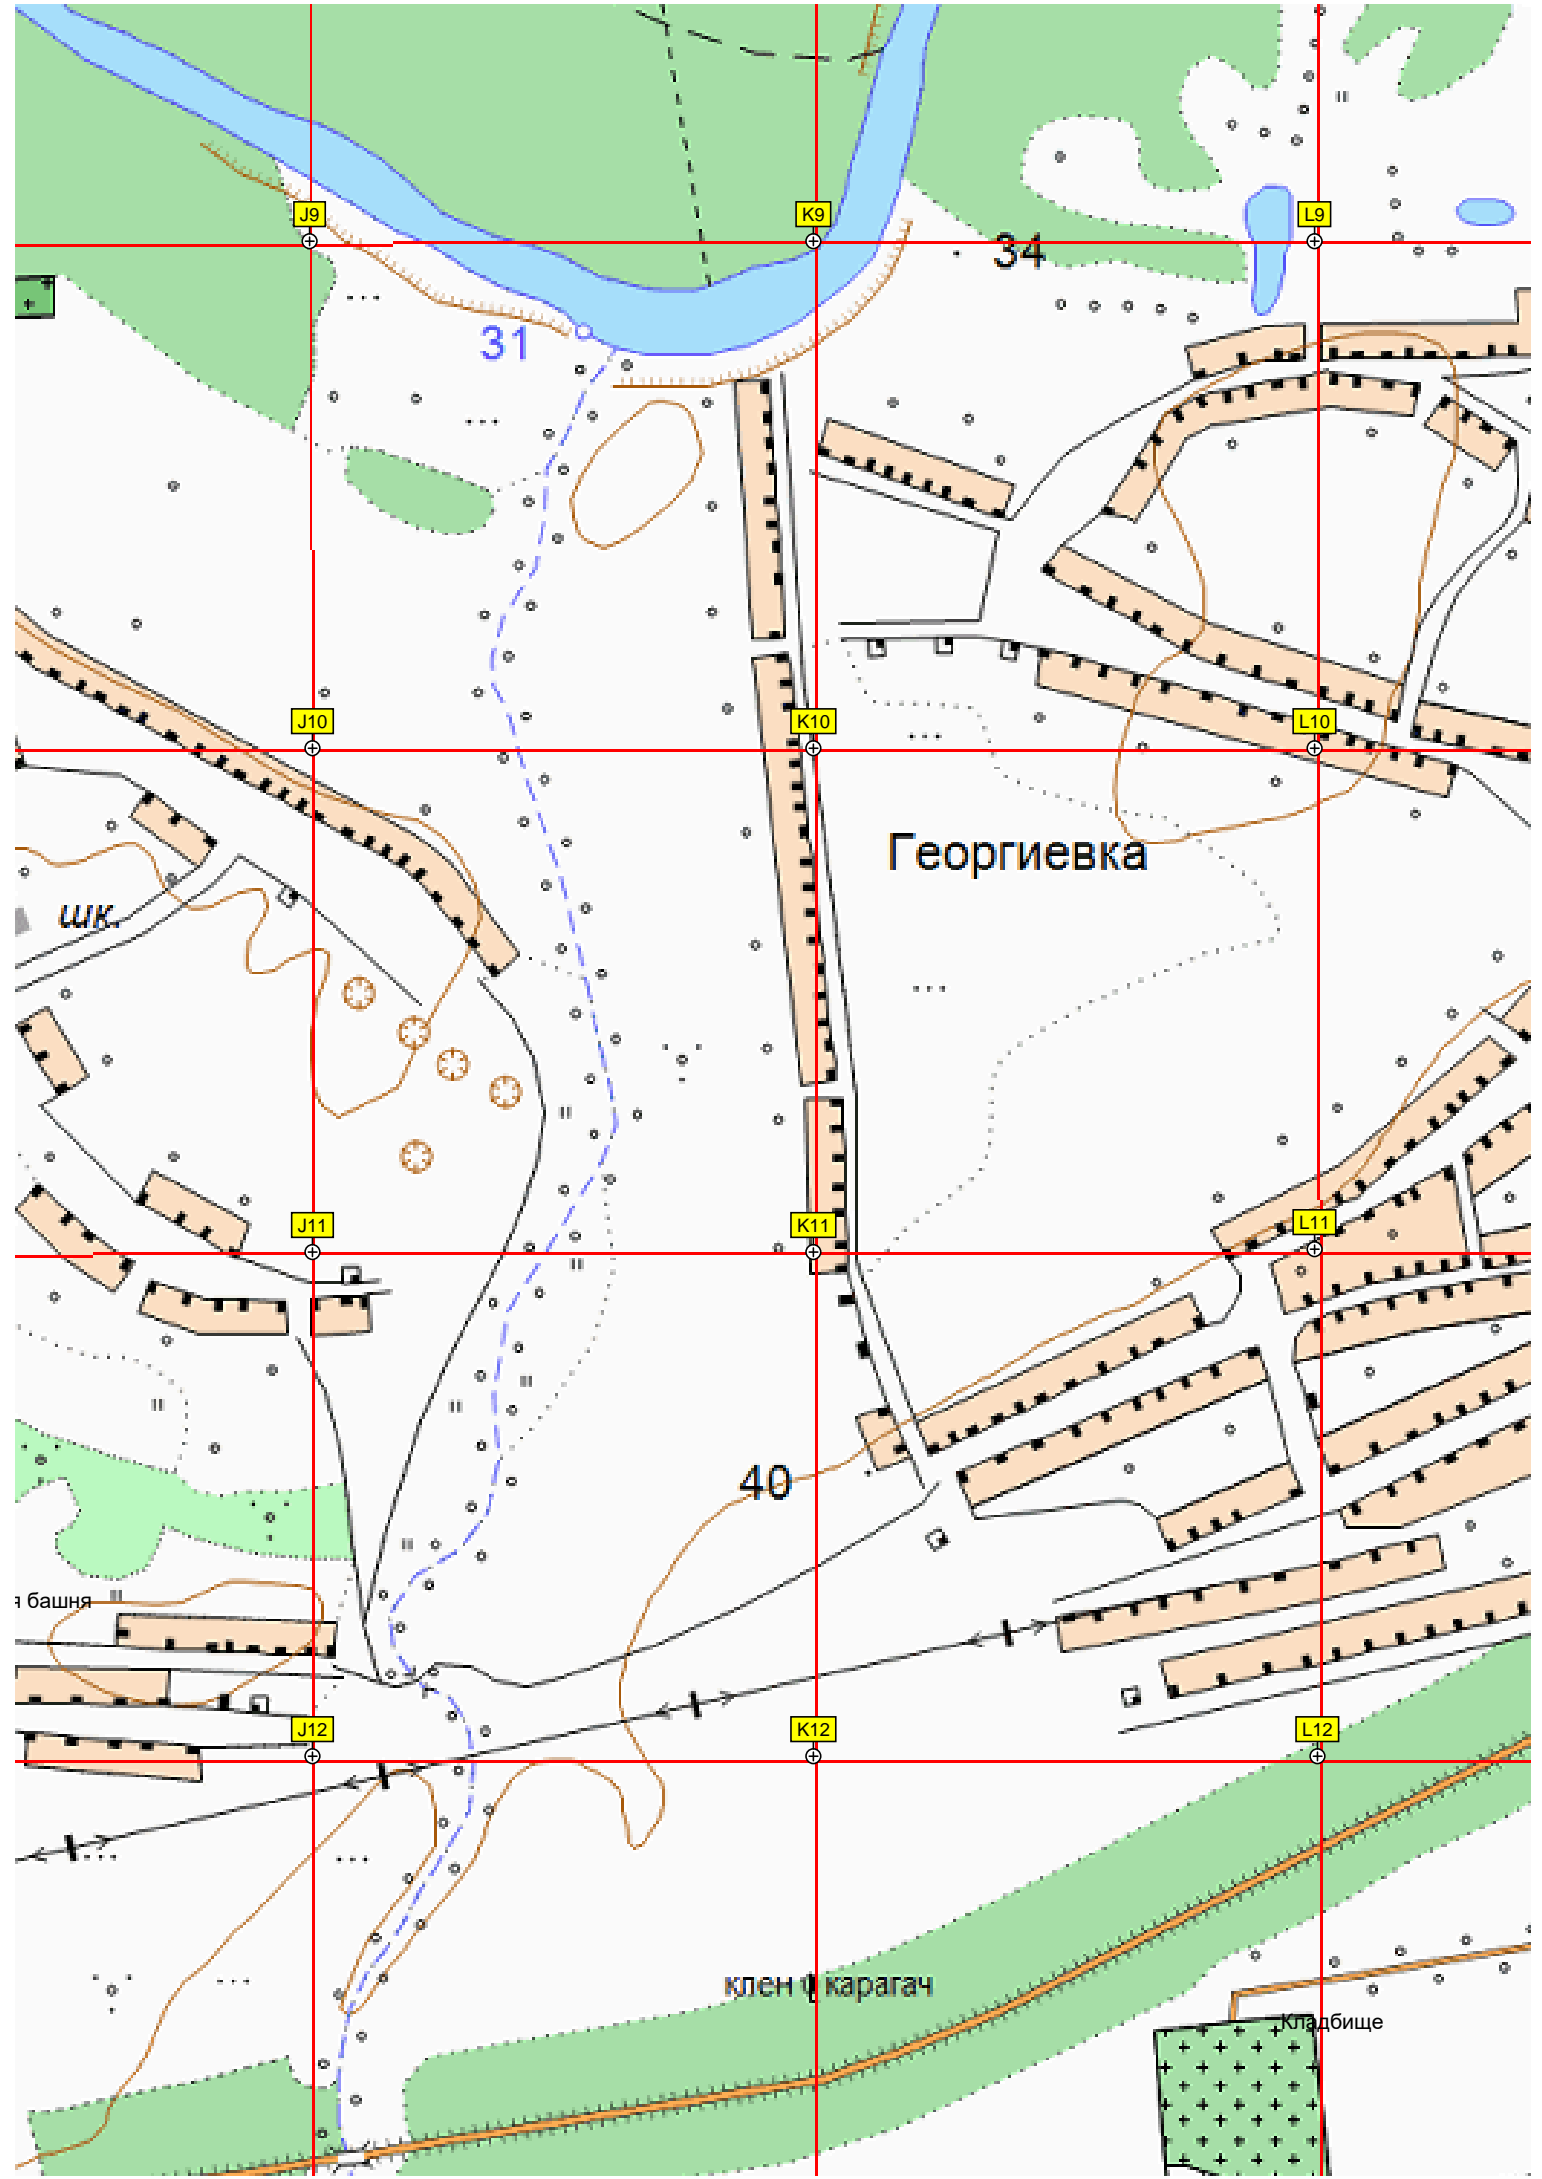 J9
K9
L9
34
31
J10
K10
L10
Георгиевка
шк.
J11
K11
L11
40
я башня
J12
K12
L12
клен карагач
Кладбище